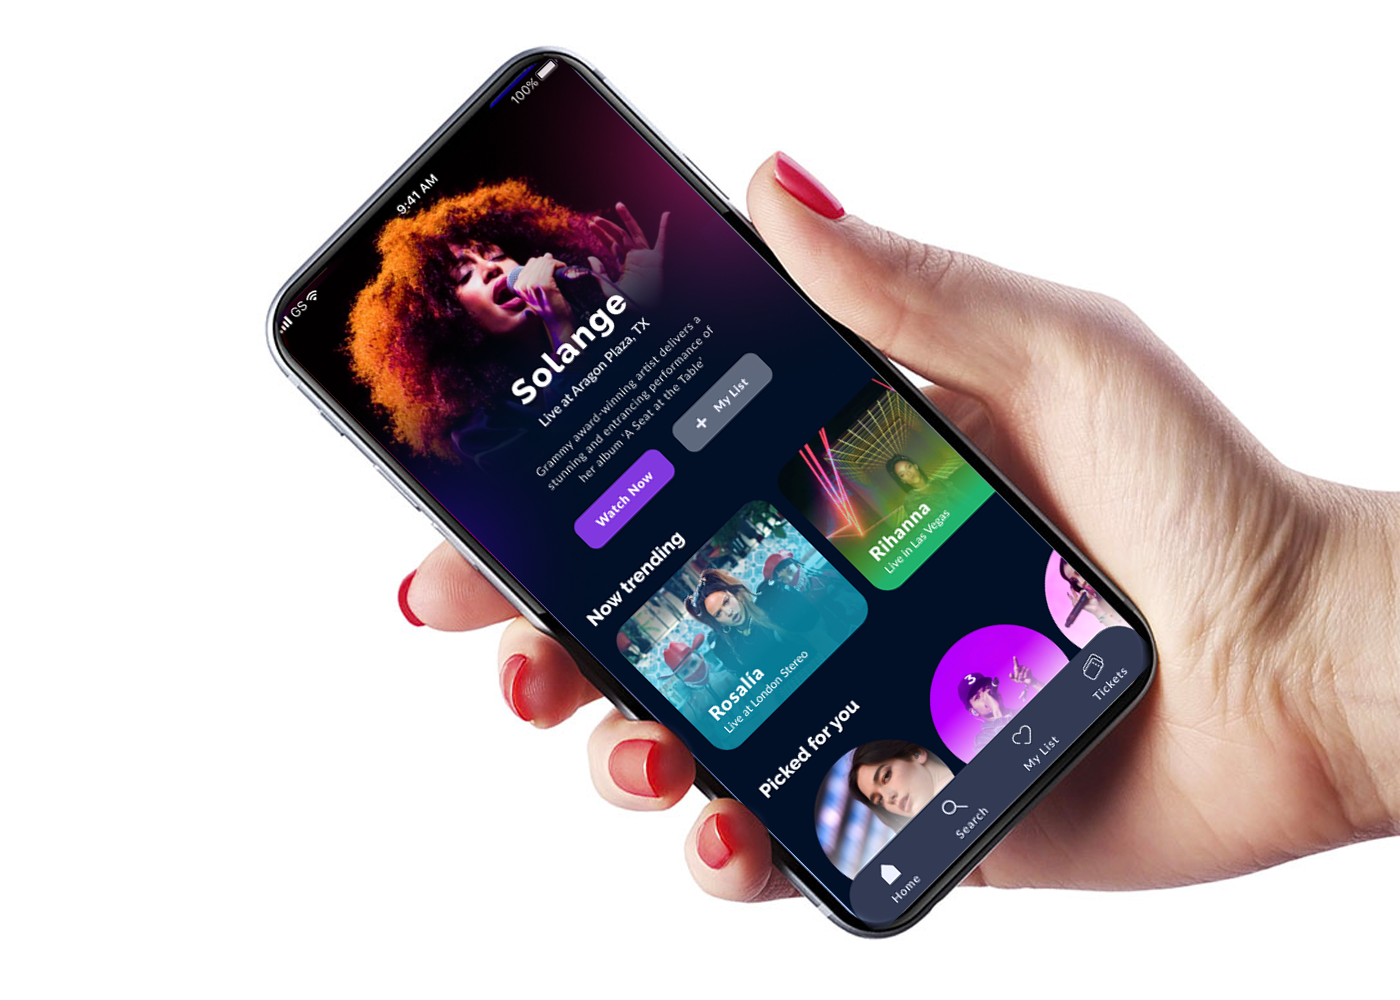 GS
9:41 AM
100%
Solange
Live at Aragon Plaza, TX
Grammy award-winning artist delivers a
stunning and entrancing performance of
her album 'A Seat at the Table'
Watch Now
+ My List
Now trending
Rosalía
Live at London Stereo
Rihanna
Live in Las Vegas
Picked for you
3
Home
Search
My List
Tickets